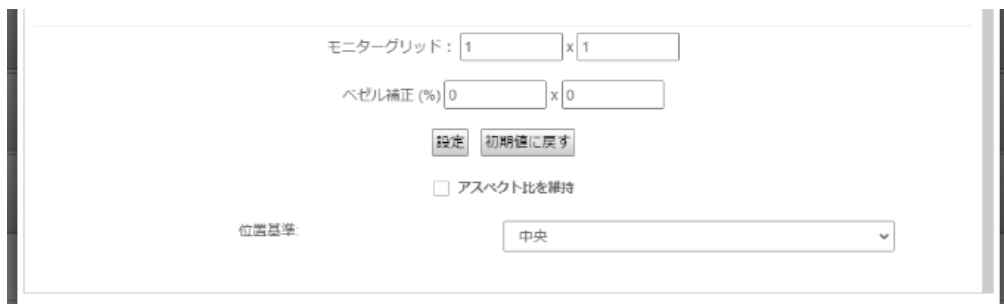 モニターグリッド： 1 x 1
ベゼル補正 (%) 0 x 0
設定 初期値に戻す
アスペクト比を維持
位置基準: 中央